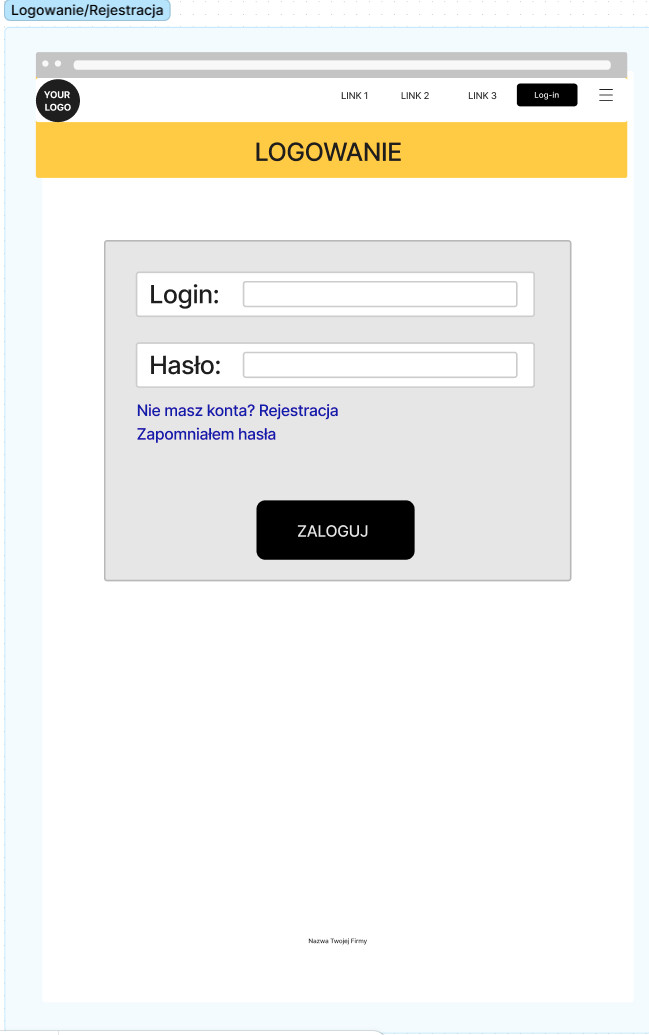 Logowanie/Rejestracja
YOUR
LOGO
LINK 1 LINK 2 LINK 3 Log-in
LOGOWANIE
Login:
Hasło:
Nie masz konta? Rejestracja
Zapomniałem hasła
ZALOGUJ
Nazwa Twojej Firmy